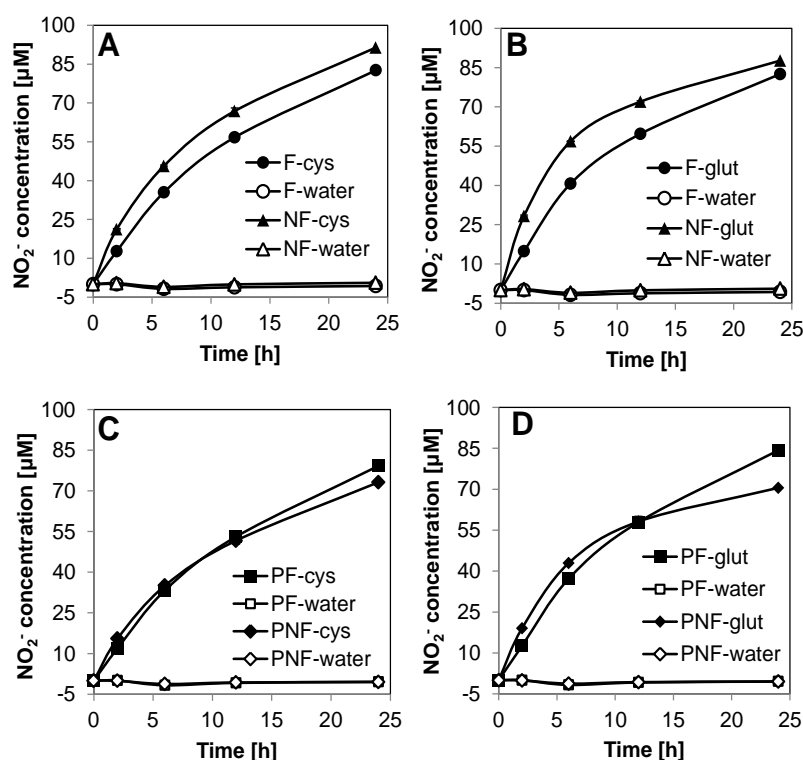 A
NO₂⁻ concentration [µM]
100
85
70
55
40
25
10
-5
0 5 10 15 20 25
Time [h]
F-cys
F-water
NF-cys
NF-water
B
NO₂⁻ concentration [µM]
100
85
70
55
40
25
10
-5
0 5 10 15 20 25
Time [h]
F-glut
F-water
NF-glut
NF-water
C
NO₂⁻ concentration [µM]
100
85
70
55
40
25
10
-5
0 5 10 15 20 25
Time [h]
PF-cys
PF-water
PNF-cys
PNF-water
D
NO₂⁻ concentration [µM]
100
85
70
55
40
25
10
-5
0 5 10 15 20 25
Time [h]
PF-glut
PF-water
PNF-glut
PNF-water